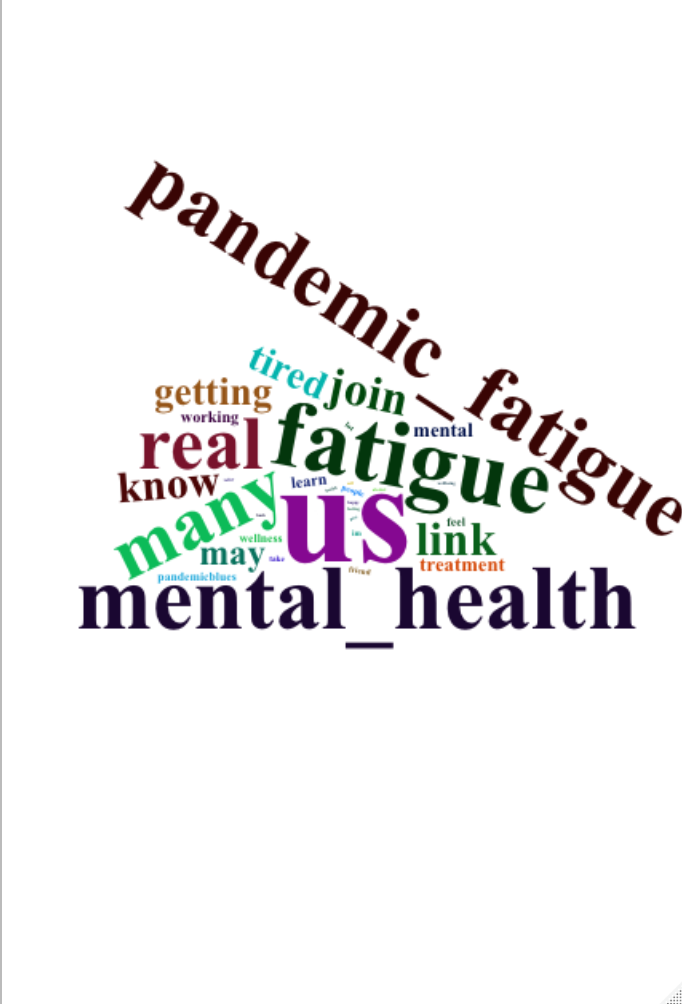 pandemic_fatigue
tired
join
getting
working
fatigue
mental
real
know
learn
people
many
us
feel
link
wellness
may
take
treatment
friend
pandemicblues
mental_health